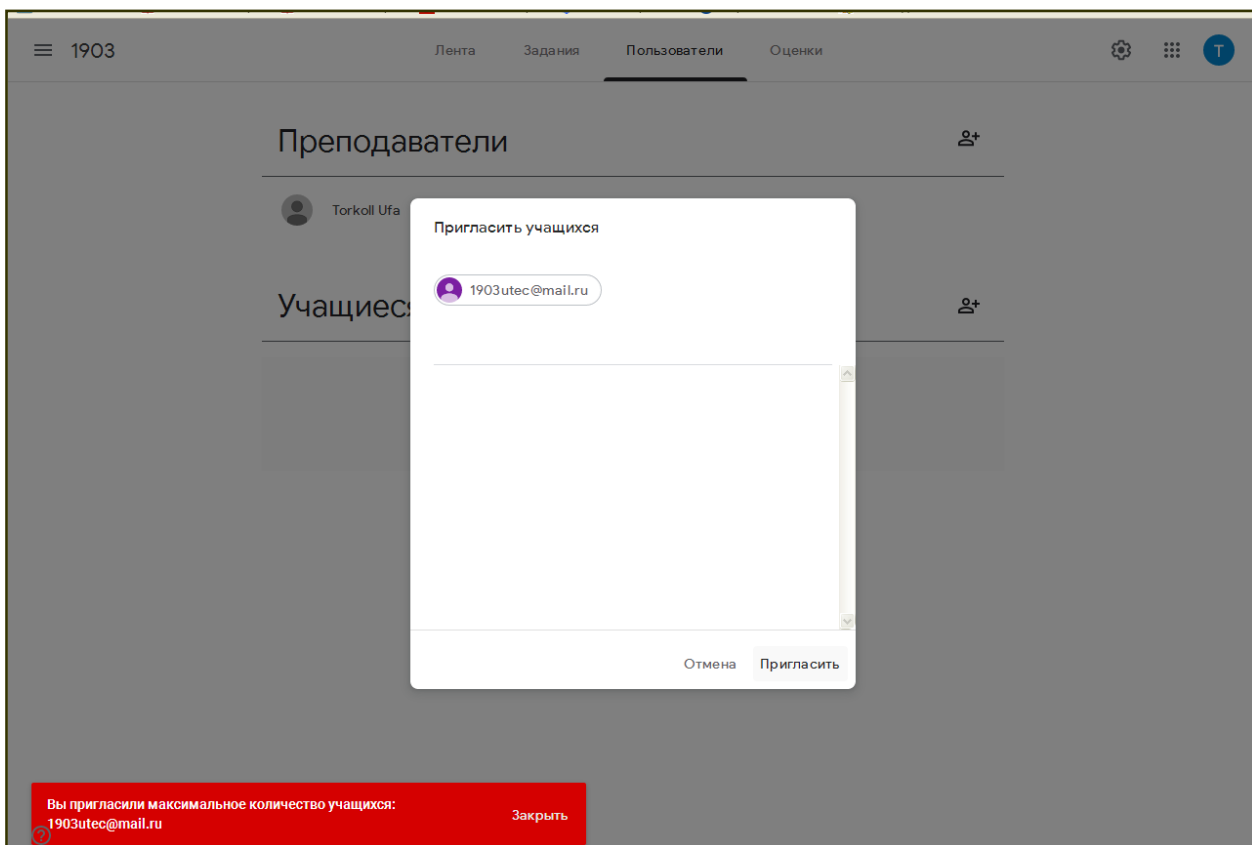 1903
Лента Задания Пользователи Оценки
T
Преподаватели
Torkoll Ufa
Пригласить учащихся
1903utec@mail.ru
Отмена Пригласить
Вы пригласили максимальное количество учащихся:
1903utec@mail.ru
Закрыть